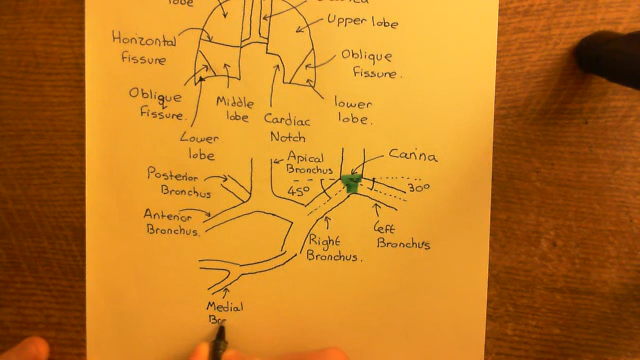 lobe
Upper lobe
Horizontal
Fissure
Oblique
Fissure.
Oblique
Fissure.
Middle
lobe
Cardiac
Notch
lower
lobe.
Lower
lobe
Apical
Bronchus
Carina
Posterior
Bronchus
45°
30°
Anterior
Bronchus.
Right
Bronchus.
Left
Bronchus
Medial